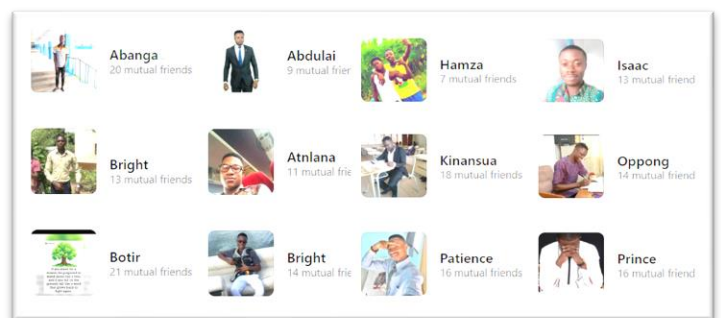 Abanga
20 mutual friends
Abdulai
9 mutual frier
Hamza
7 mutual friends
Isaac
13 mutual friend
Bright
13 mutual friends
Atnlana
11 mutual frie
Kinansua
18 mutual friends
Oppong
14 mutual friend
Botir
21 mutual friends
Bright
14 mutual frie
Patience
16 mutual friends
Prince
16 mutual friend